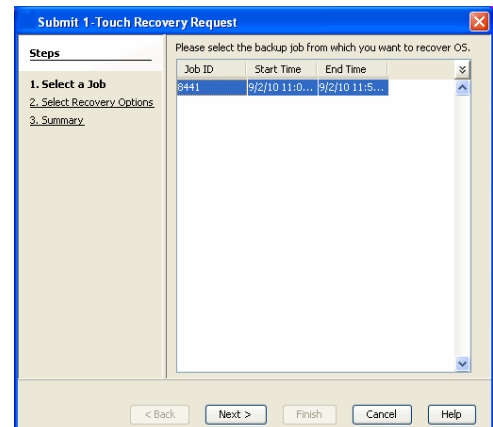 Submit 1-Touch Recovery Request
Steps
1. Select a Job
2. Select Recovery Options
3. Summary
Please select the backup job from which you want to recover OS.
Job ID Start Time End Time
8441 9/2/10 11:0... 9/2/10 11:5...
< Back Next > Finish Cancel Help